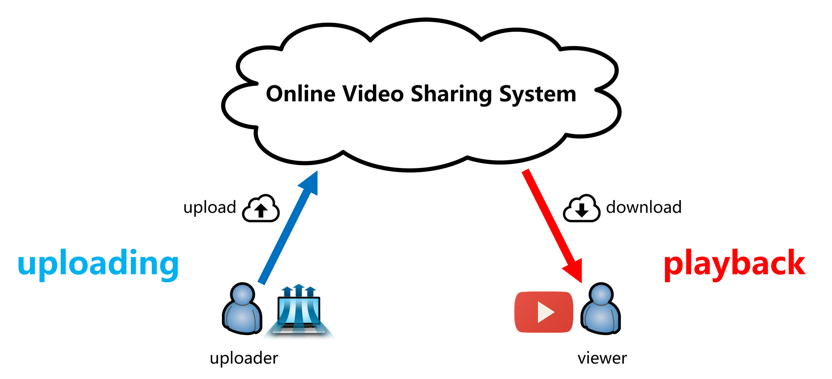 Online Video Sharing System
upload
download
uploading
playback
uploader
viewer